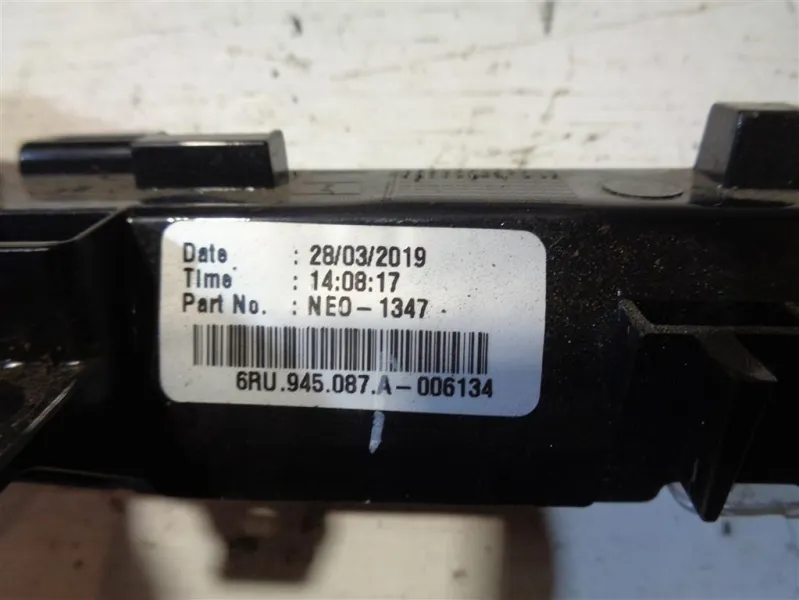 Date : 28/03/2019
Time : 14:08:17
Part No. : NEO-1347
6RU.945.087.A-006134